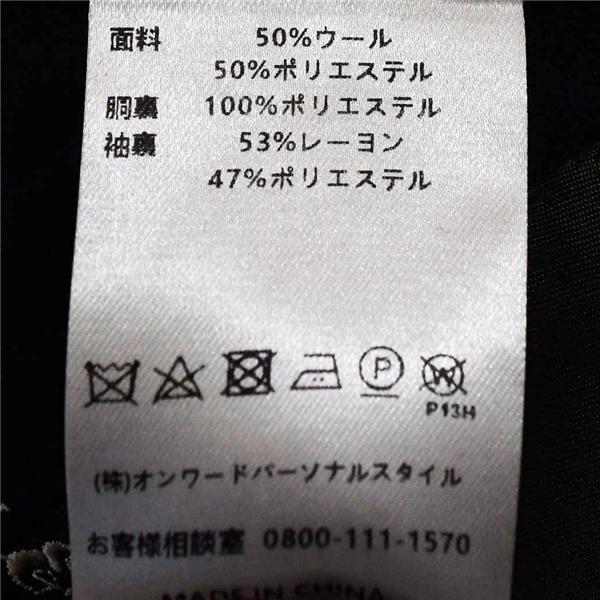 面料 50%ウール
50%ポリエステル
胴裏 100%ポリエステル
袖裏 53%レーヨン
47%ポリエステル
P W
P13H
(株)オンワードパーソナルスタイル
お客様相談室 0800-111-1570
MADE IN CHINA